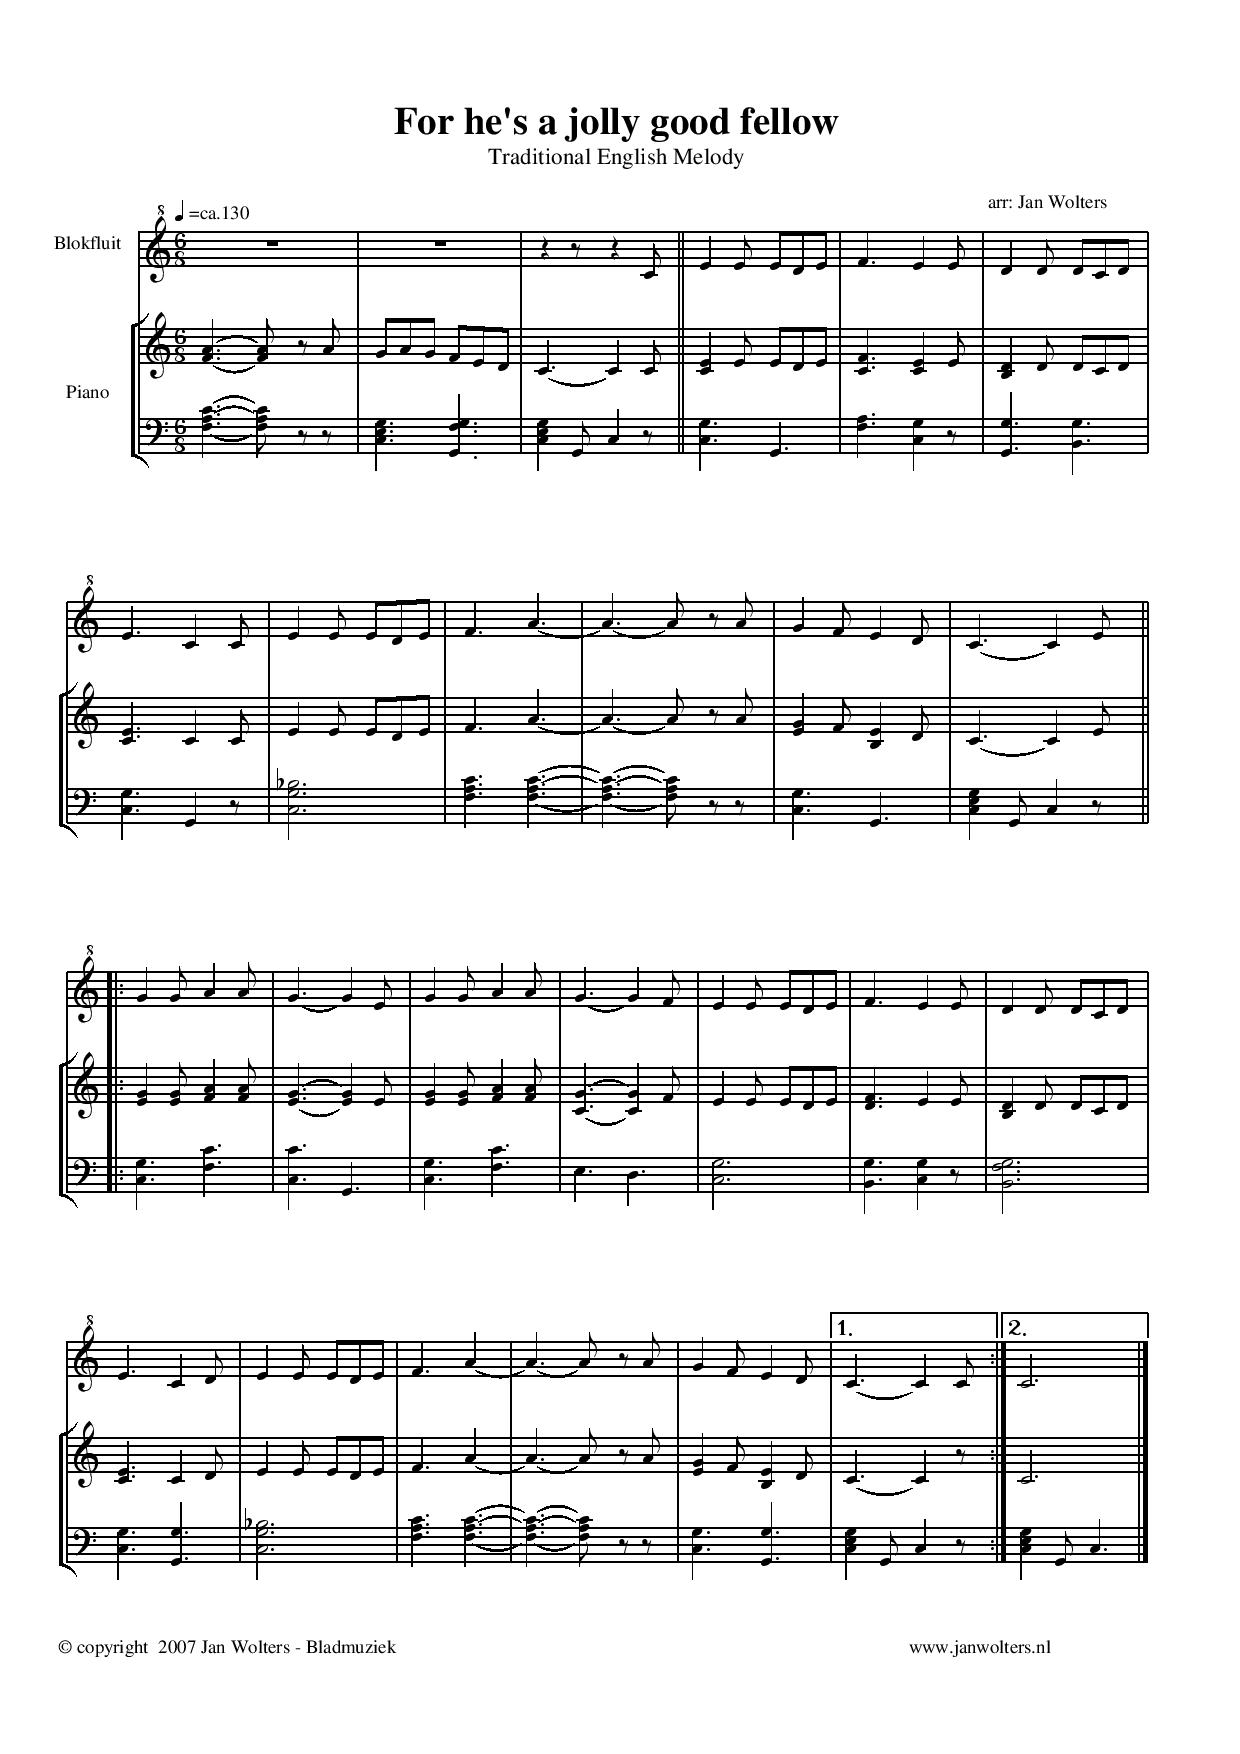 For he's a jolly good fellow
Traditional English Melody
arr: Jan Wolters
♩=ca.130
Blokfluit
Piano
1. 2.
© copyright 2007 Jan Wolters - Bladmuziek www.janwolters.nl